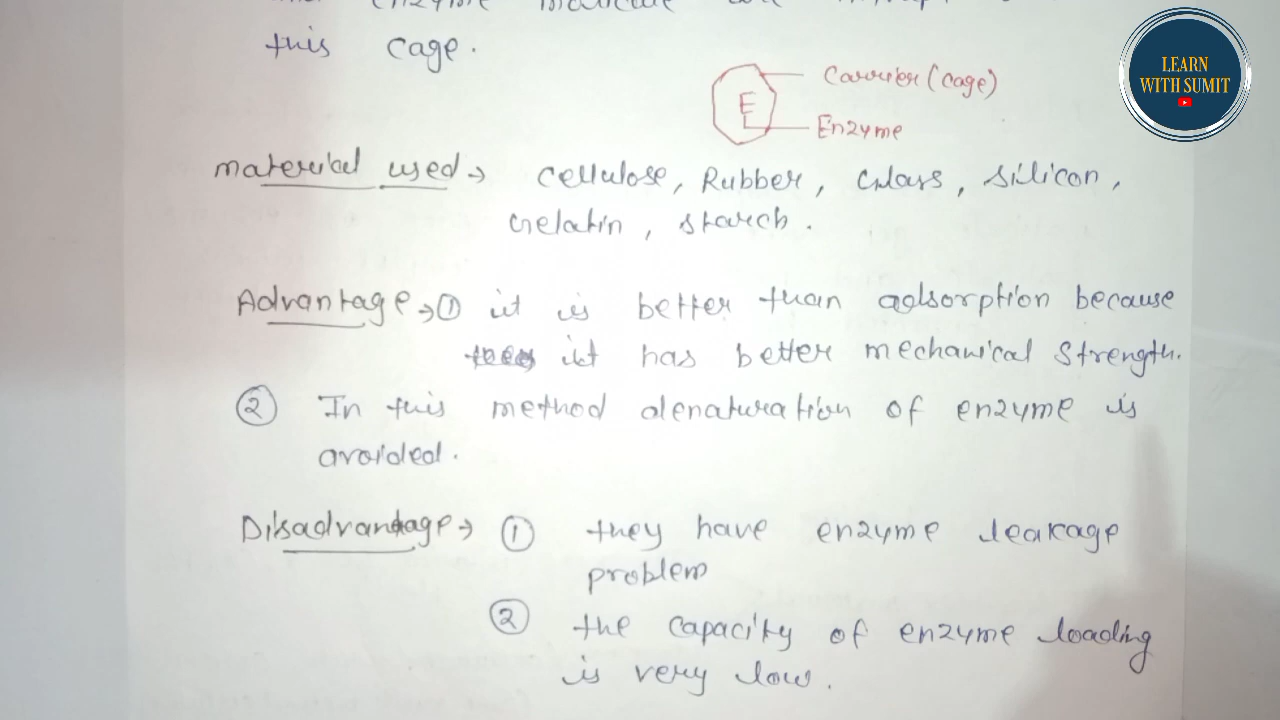 this cage.
LEARN
WITH SUMIT
Carrier (cage)
E
Enzyme
material used → cellulose, Rubber, Glass, silicon,
Gelatin, starch.
Advantage → ① it is better than adsorption because
it has better mechanical strength.
② In this method denaturation of enzyme is
avoided.
Disadvantage → ① they have enzyme leakage
problem
② the capacity of enzyme loading
is very low.